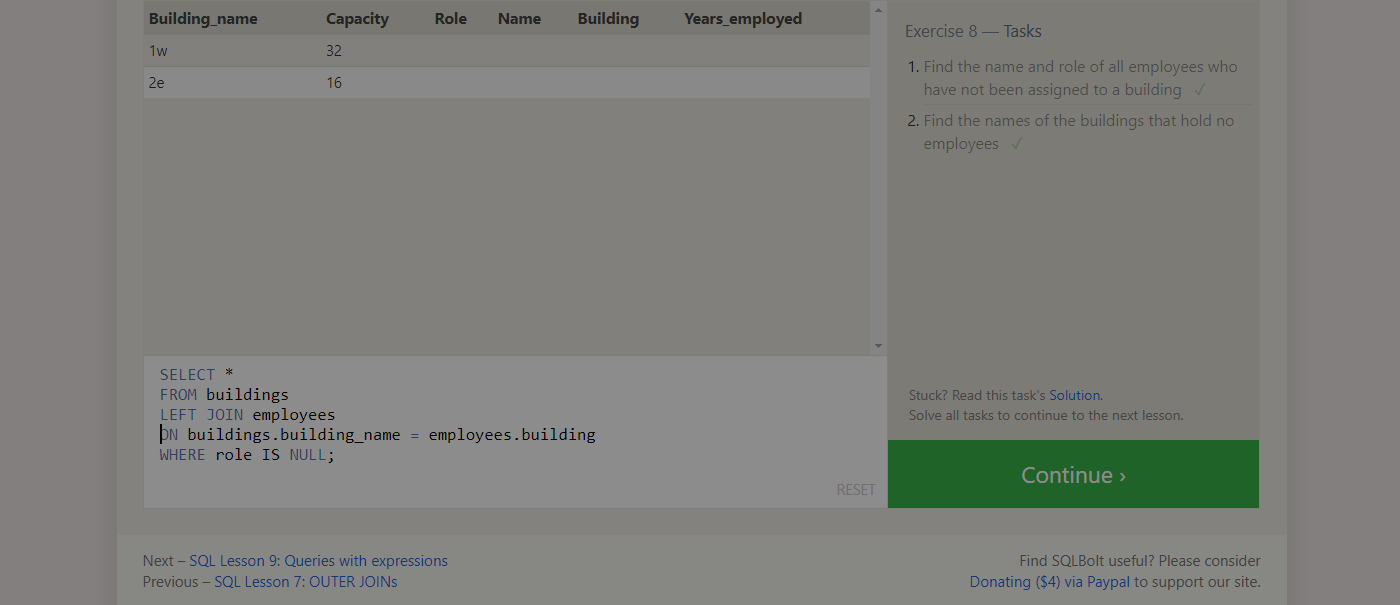 Building_name Capacity Role Name Building Years_employed
1w 32
2e 16
Exercise 8 — Tasks
1. Find the name and role of all employees who
have not been assigned to a building ✓
2. Find the names of the buildings that hold no
employees ✓
SELECT *
FROM buildings
LEFT JOIN employees
ON buildings.building_name = employees.building
WHERE role IS NULL;
RESET
Stuck? Read this task's Solution.
Solve all tasks to continue to the next lesson.
Continue ›
Next – SQL Lesson 9: Queries with expressions
Previous – SQL Lesson 7: OUTER JOINs
Find SQLBolt useful? Please consider
Donating ($4) via Paypal to support our site.